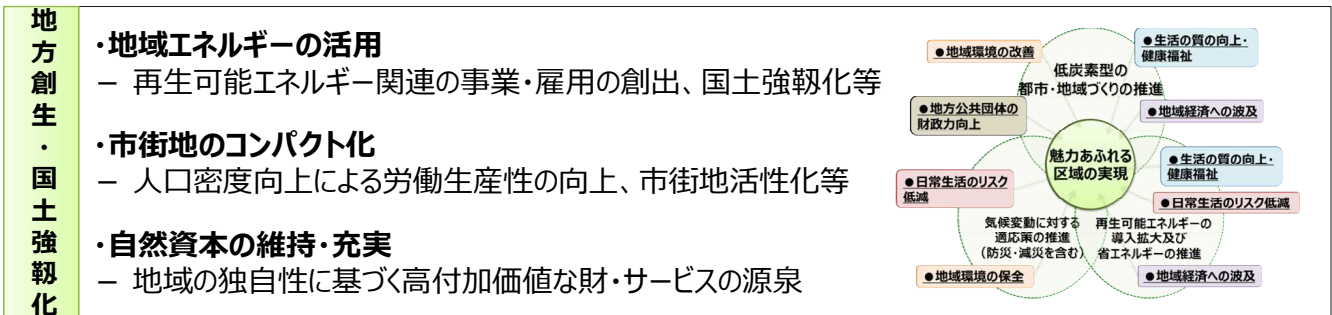 地方創生・国土強靱化
・地域エネルギーの活用
− 再生可能エネルギー関連の事業・雇用の創出、国土強靱化等
・市街地のコンパクト化
− 人口密度向上による労働生産性の向上、市街地活性化等
・自然資本の維持・充実
− 地域の独自性に基づく高付加価値な財・サービスの源泉
●地域環境の改善
●生活の質の向上・
健康福祉
低炭素型の
都市・地域づくりの推進
●地方公共団体の
財政力向上
●地域経済への波及
魅力あふれる
区域の実現
●生活の質の向上・
健康福祉
●日常生活のリスク
低減
●日常生活のリスク低減
気候変動に対する
適応策の推進
(防災・減災を含む)
再生可能エネルギーの
導入拡大及び
省エネルギーの推進
●地域環境の保全
●地域経済への波及